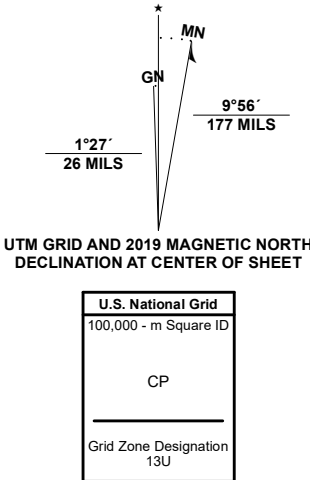 ★
MN
GN
9°56´
177 MILS
1°27´
26 MILS
UTM GRID AND 2019 MAGNETIC NORTH
DECLINATION AT CENTER OF SHEET
U.S. National Grid
100,000 - m Square ID
CP
Grid Zone Designation
13U